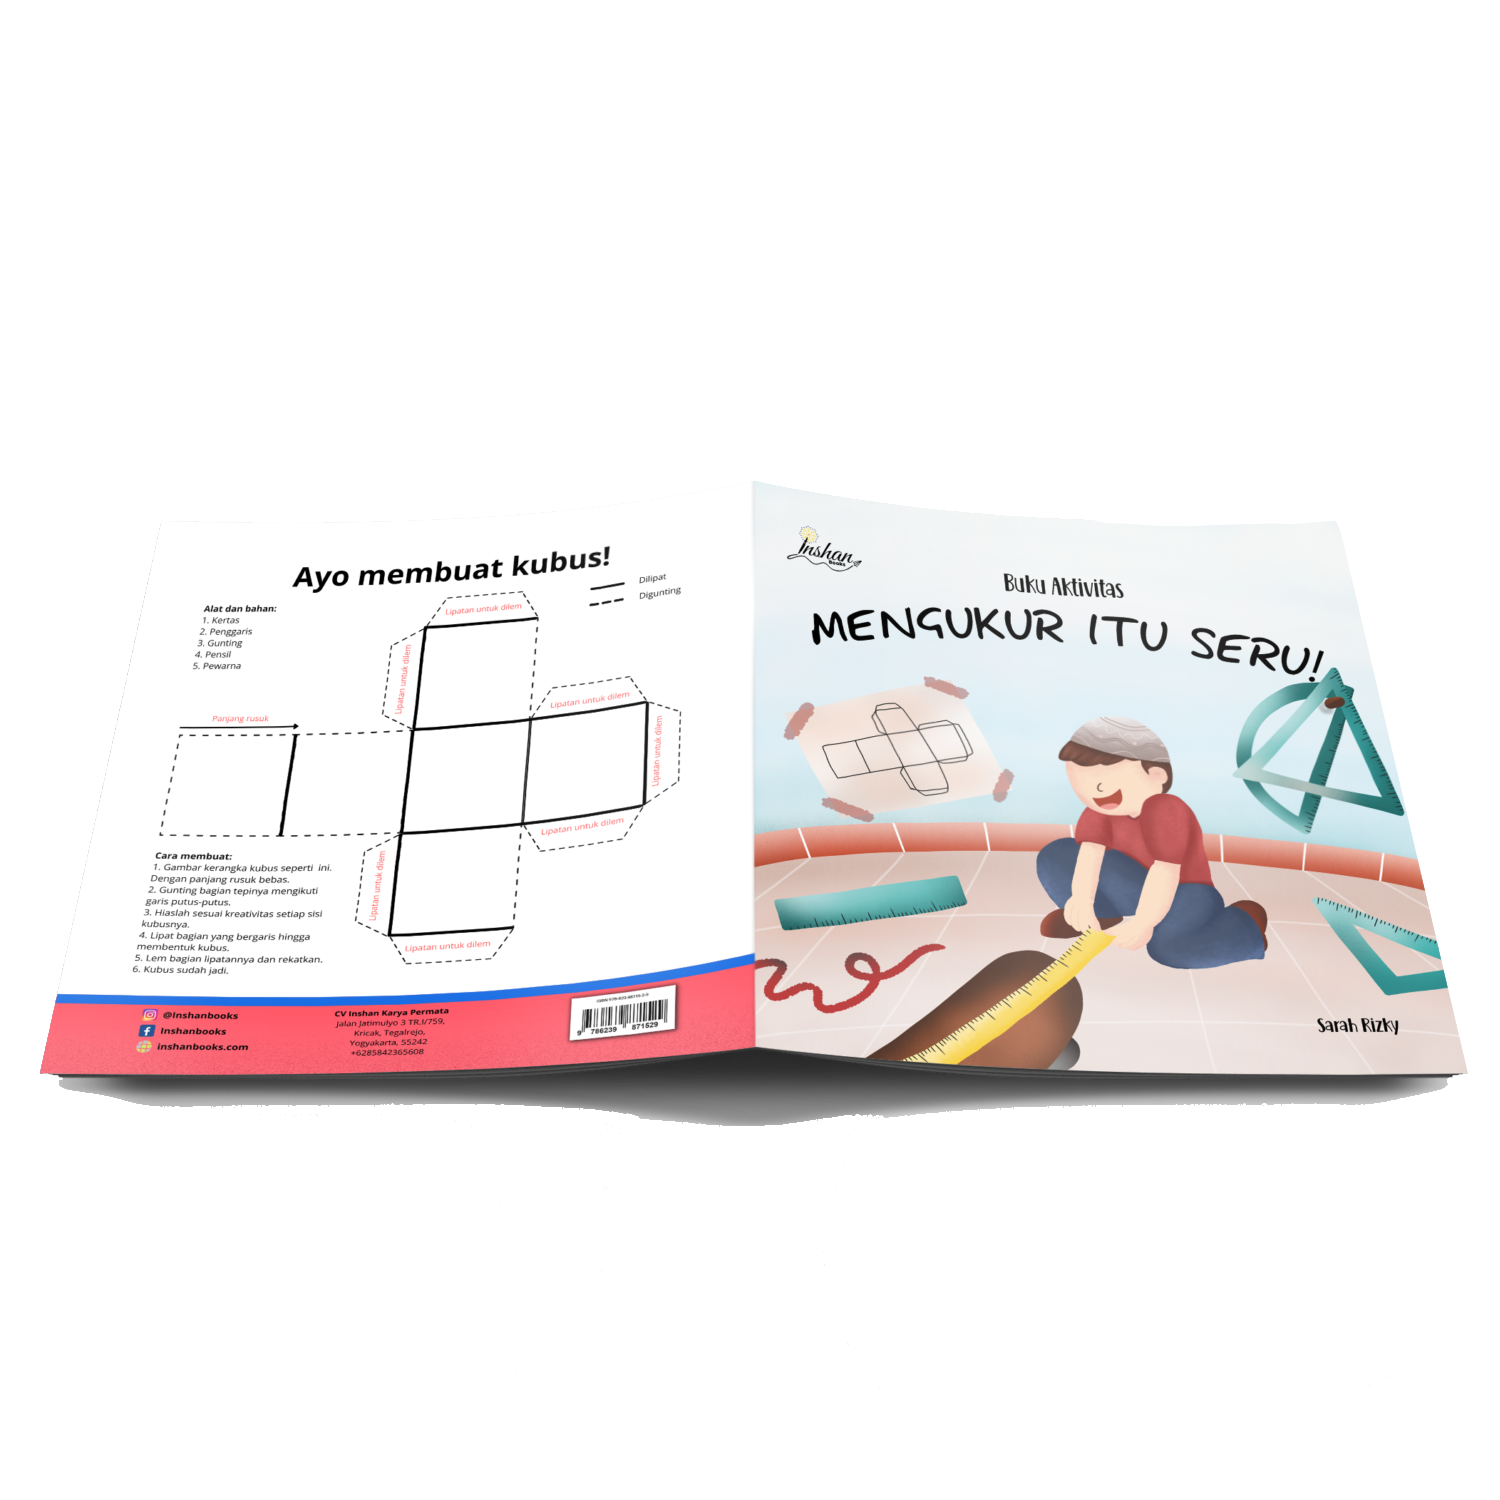 Ayo membuat kubus!
Dilipat
Digunting
Alat dan bahan:
1. Kertas
2. Penggaris
3. Gunting
4. Pensil
5. Pewarna
Lipatan untuk dilem
Lipatan untuk dilem
Lipatan untuk dilem
Lipatan untuk dilem
Panjang rusuk
Lipatan untuk dilem
Lipatan untuk dilem
Lipatan untuk dilem
Cara membuat:
1. Gambar kerangka kubus seperti ini.
Dengan panjang rusuk bebas.
2. Gunting bagian tepinya mengikuti
garis putus-putus.
3. Hiaslah sesuai kreativitas setiap sisi
kubusnya.
4. Lipat bagian yang bergaris hingga
membentuk kubus.
5. Lem bagian lipatannya dan rekatkan.
6. Kubus sudah jadi.
@Inshanbooks
Inshanbooks
inshanbooks.com
CV Inshan Karya Permata
Jalan Jatimulyo 3 TR.I/759,
Kricak, Tegalrejo,
Yogyakarta, 55242
+6285842365608
9 786239 871529
Inshan
Books
Buku Aktivitas
MENGUKUR ITU SERU!
Sarah Rizky